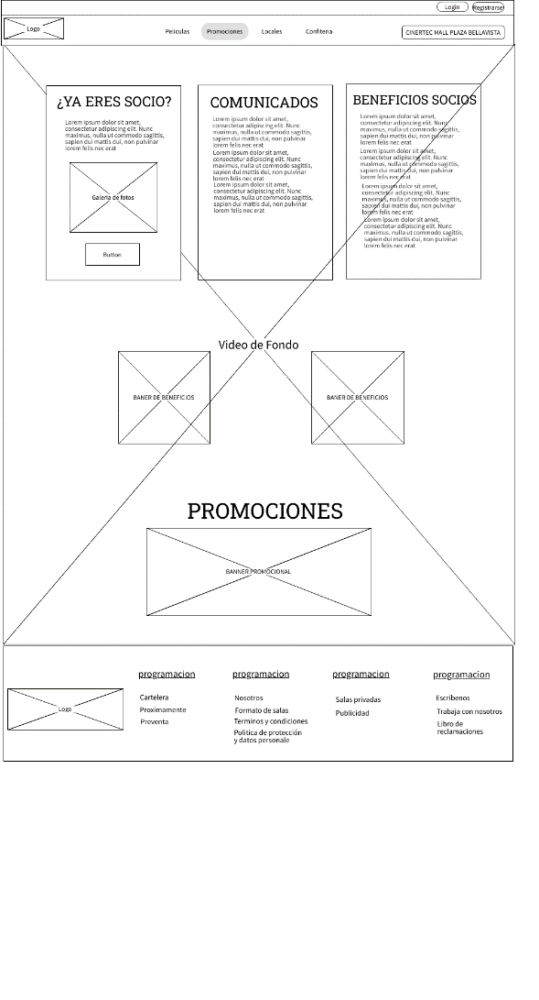 Login
Registrarse
Logo
Peliculas
Promociones
Locales
Confiteria
CINERTEC MALL PLAZA BELLAVISTA
¿YA ERES SOCIO?
Lorem ipsum dolor sit amet,
consectetur adipiscing elit. Nunc
maximus, nulla ut commodo sagittis,
sapien dui mattis dui, non pulvinar
lorem felis nec erat
Galeria de fotos
Button
COMUNICADOS
Lorem ipsum dolor sit amet,
consectetur adipiscing elit. Nunc
maximus, nulla ut commodo sagittis,
sapien dui mattis dui, non pulvinar
lorem felis nec erat
Lorem ipsum dolor sit amet,
consectetur adipiscing elit. Nunc
maximus, nulla ut commodo sagittis,
sapien dui mattis dui, non pulvinar
lorem felis nec erat
Lorem ipsum dolor sit amet,
consectetur adipiscing elit. Nunc
maximus, nulla ut commodo sagittis,
sapien dui mattis dui, non pulvinar
lorem felis nec erat
BENEFICIOS SOCIOS
Lorem ipsum dolor sit amet,
consectetur adipiscing elit. Nunc
maximus, nulla ut commodo sagittis,
sapien dui mattis dui, non pulvinar
lorem felis nec erat
Lorem ipsum dolor sit amet,
consectetur adipiscing elit. Nunc
maximus, nulla ut commodo sagittis,
sapien dui mattis dui, non pulvinar
lorem felis nec erat
Lorem ipsum dolor sit amet,
consectetur adipiscing elit. Nunc
maximus, nulla ut commodo sagittis,
sapien dui mattis dui, non pulvinar
lorem felis nec erat
Lorem ipsum dolor sit amet,
consectetur adipiscing elit. Nunc
maximus, nulla ut commodo sagittis,
sapien dui mattis dui, non pulvinar
lorem felis nec erat
Video de Fondo
BANER DE BENEFICIOS
BANER DE BENEFICIOS
PROMOCIONES
BANNER PROMOCIONAL
Logo
programacion
Cartelera
Proximamente
Preventa
programacion
Nosotros
Formato de salas
Terminos y condiciones
Politica de protección
y datos personale
programacion
Salas privadas
Publicidad
programacion
Escribenos
Trabaja con nosotros
Libro de
reclamaciones